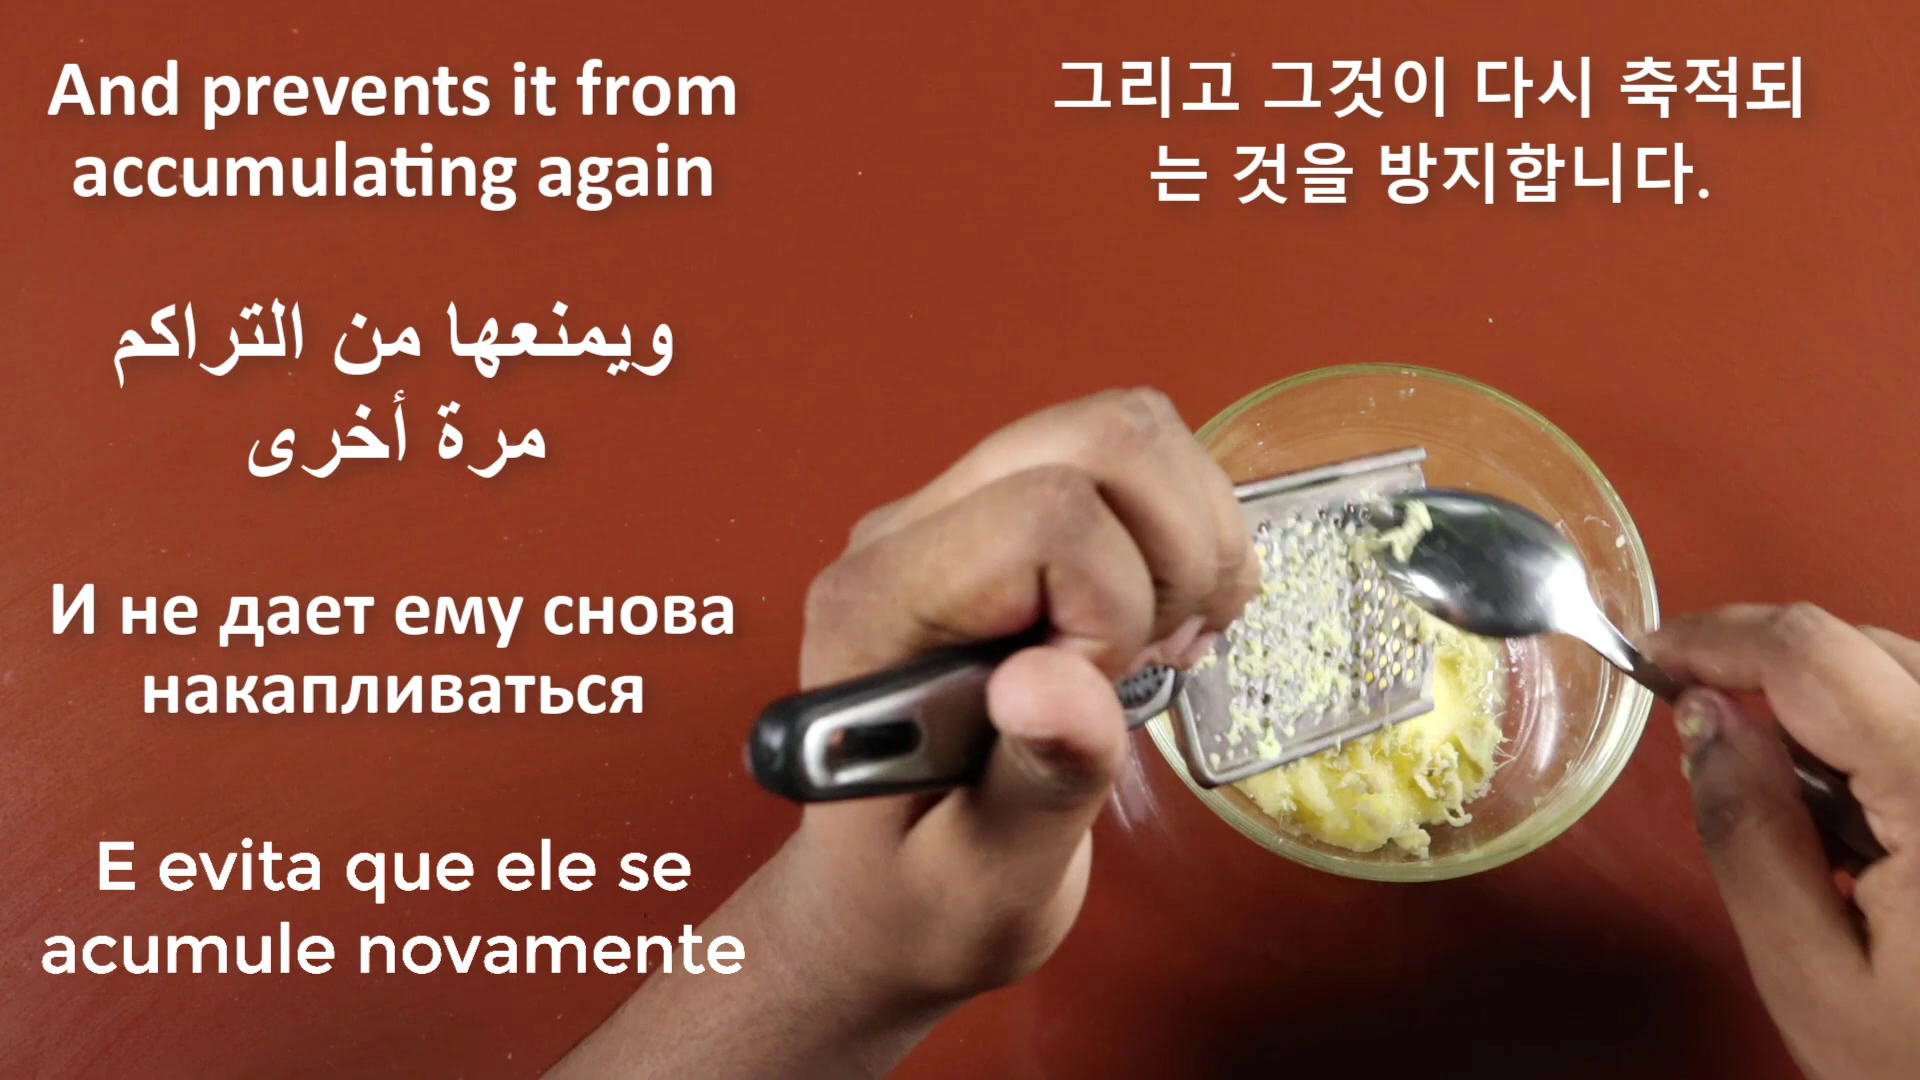 And prevents it from
accumulating again
ويمنعها من التراكم
مرة أخرى
И не дает ему снова
накапливаться
E evita que ele se
acumule novamente
그리고 그것이 다시 축적되
는 것을 방지합니다.